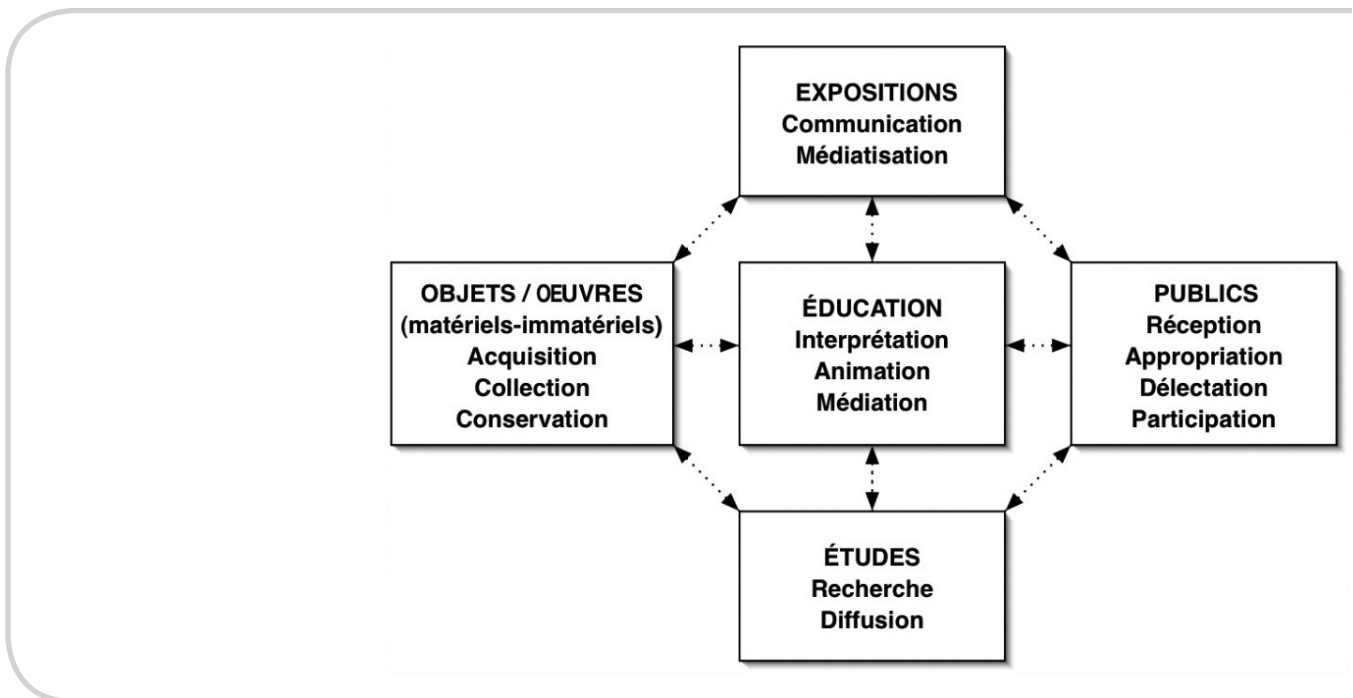 EXPOSITIONS
Communication
Médiatisation
OBJETS / OEUVRES
(matériels-immatériels)
Acquisition
Collection
Conservation
ÉDUCATION
Interprétation
Animation
Médiation
PUBLICS
Réception
Appropriation
Délectation
Participation
ÉTUDES
Recherche
Diffusion